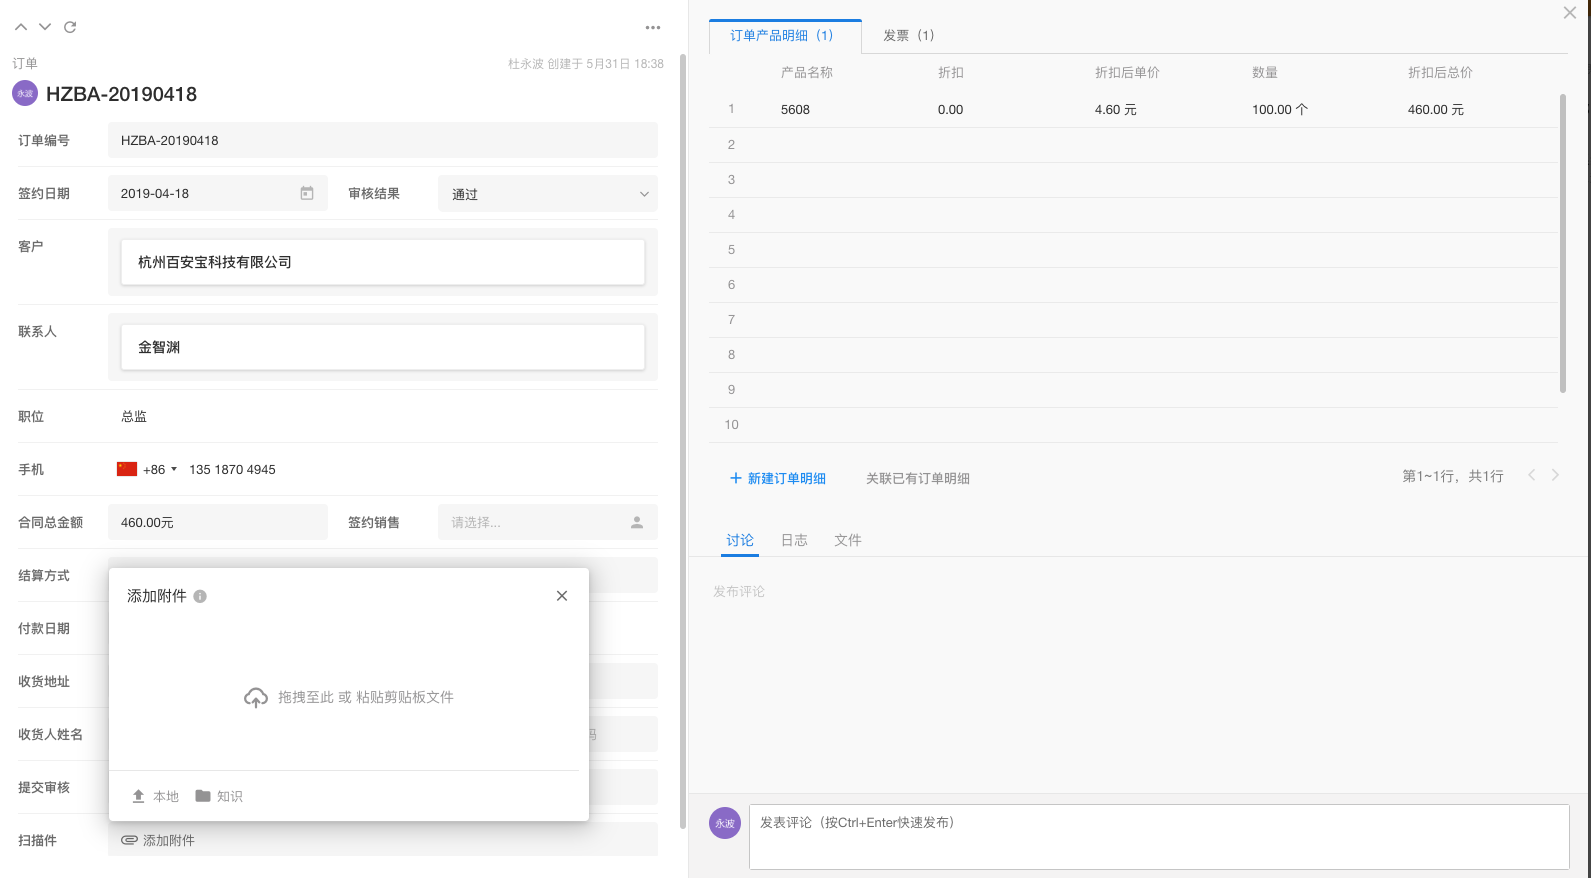 订单
杜永波 创建于 5月31日 18:38
永波
HZBA-20190418
订单编号
HZBA-20190418
签约日期
2019-04-18
审核结果
通过
客户
杭州百安宝科技有限公司
联系人
金智渊
职位
总监
手机
+86
135 1870 4945
合同总金额
460.00元
签约销售
请选择...
结算方式
付款日期
收货地址
收货人姓名
码
提交审核
扫描件
添加附件
添加附件
拖拽至此 或 粘贴剪贴板文件
本地
知识
订单产品明细（1）
发票（1）
产品名称 折扣 折扣后单价 数量 折扣后总价
1 5608 0.00 4.60 元 100.00 个 460.00 元
2
3
4
5
6
7
8
9
10
新建订单明细
关联已有订单明细
第1~1行，共1行
讨论 日志 文件
发布评论
永波
发表评论（按Ctrl+Enter快速发布）